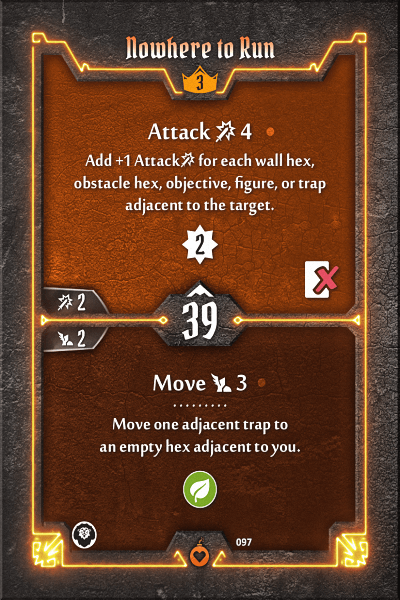 Nowhere to Run
3
Attack 4
Add +1 Attack for each wall hex,
obstacle hex, objective, figure, or trap
adjacent to the target.
2
2
39
2
Move 3
Move one adjacent trap to
an empty hex adjacent to you.
097